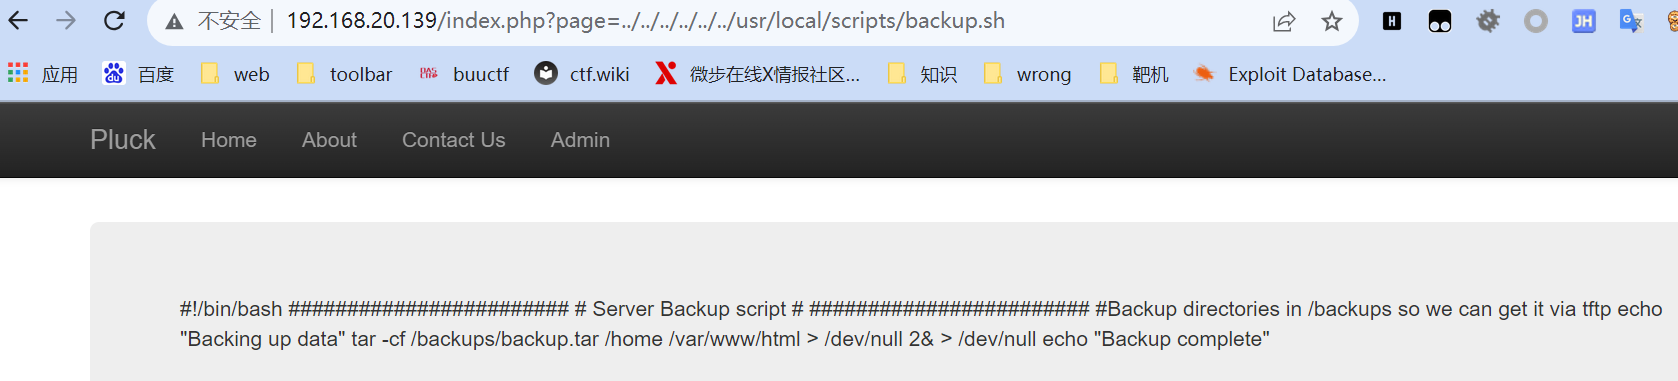 不安全 | 192.168.20.139/index.php?page=../../../../../../usr/local/scripts/backup.sh
H JH G
应用 du 百度 web toolbar buuctf ctf.wiki X 微步在线X情报社区... 知识 wrong 靶机 Exploit Database...
Pluck Home About Contact Us Admin
#!/bin/bash ######################## # Server Backup script # ######################## #Backup directories in /backups so we can get it via tftp echo
"Backing up data" tar -cf /backups/backup.tar /home /var/www/html > /dev/null 2& > /dev/null echo "Backup complete"